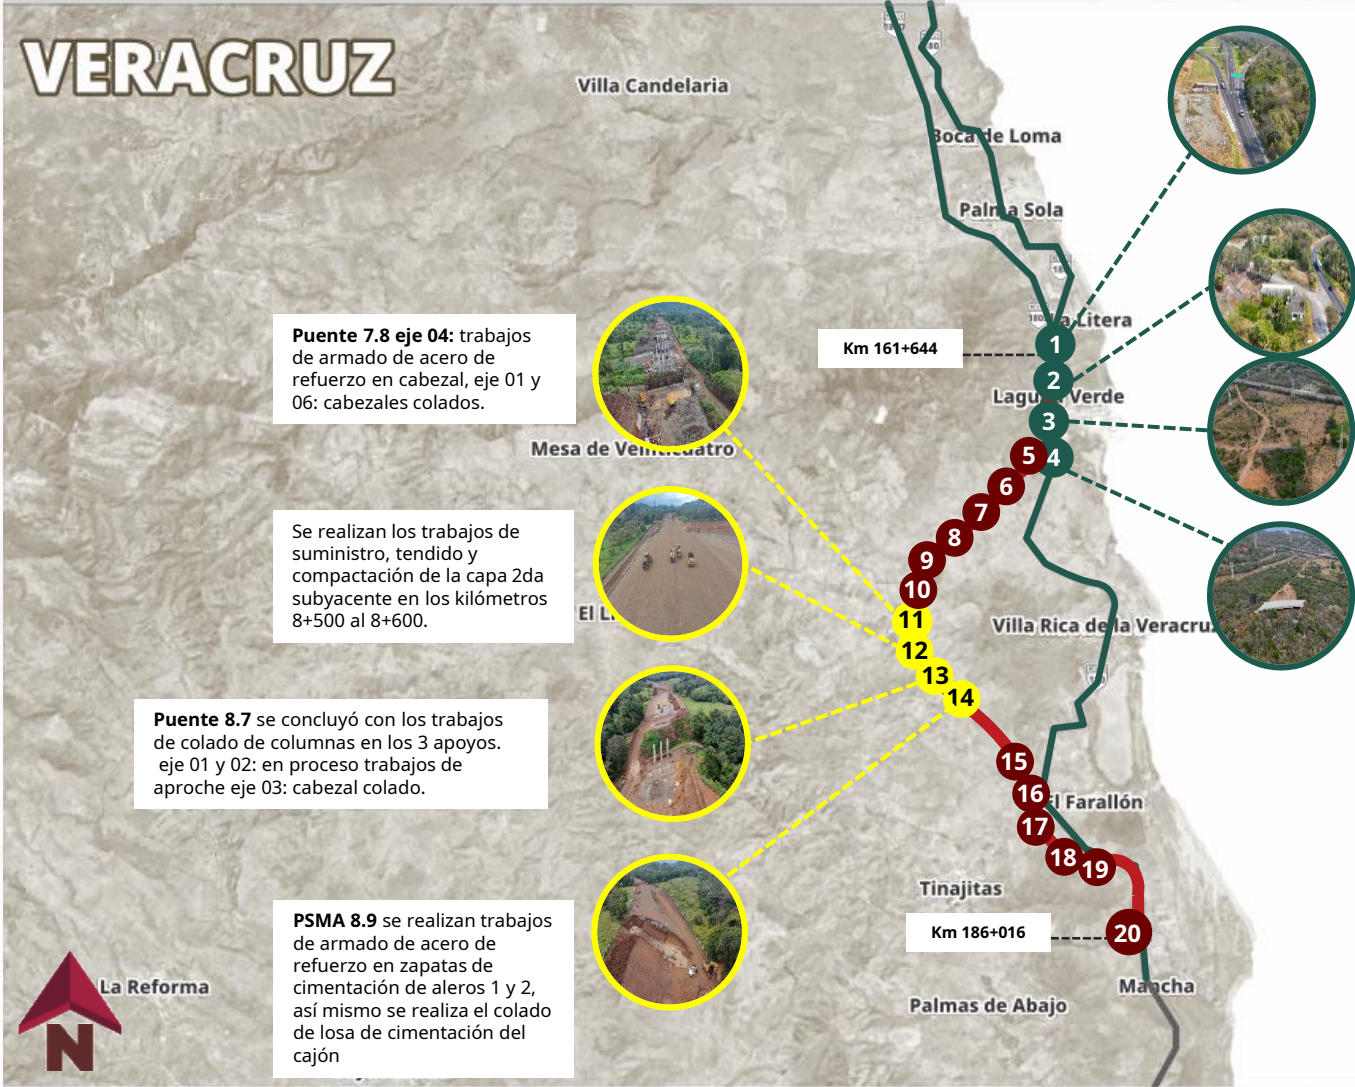 VERACRUZ
Villa Candelaria
Boca de Loma
Palma Sola
180
180
La Litera
Km 161+644
1
2
Laguna Verde
3
4
5
6
7
8
9
10
11
12
13
14
15
16
17
18
19
20
Puente 7.8 eje 04: trabajos
de armado de acero de
refuerzo en cabezal, eje 01 y
06: cabezales colados.
Mesa de Veinticuatro
Se realizan los trabajos de
suministro, tendido y
compactación de la capa 2da
subyacente en los kilómetros
8+500 al 8+600.
El
Villa Rica de la Veracruz
Puente 8.7 se concluyó con los trabajos
de colado de columnas en los 3 apoyos.
eje 01 y 02: en proceso trabajos de
aproche eje 03: cabezal colado.
El Farallón
Tinajitas
Km 186+016
PSMA 8.9 se realizan trabajos
de armado de acero de
refuerzo en zapatas de
cimentación de aleros 1 y 2,
así mismo se realiza el colado
de losa de cimentación del
cajón
La Reforma
Mancha
Palmas de Abajo
N